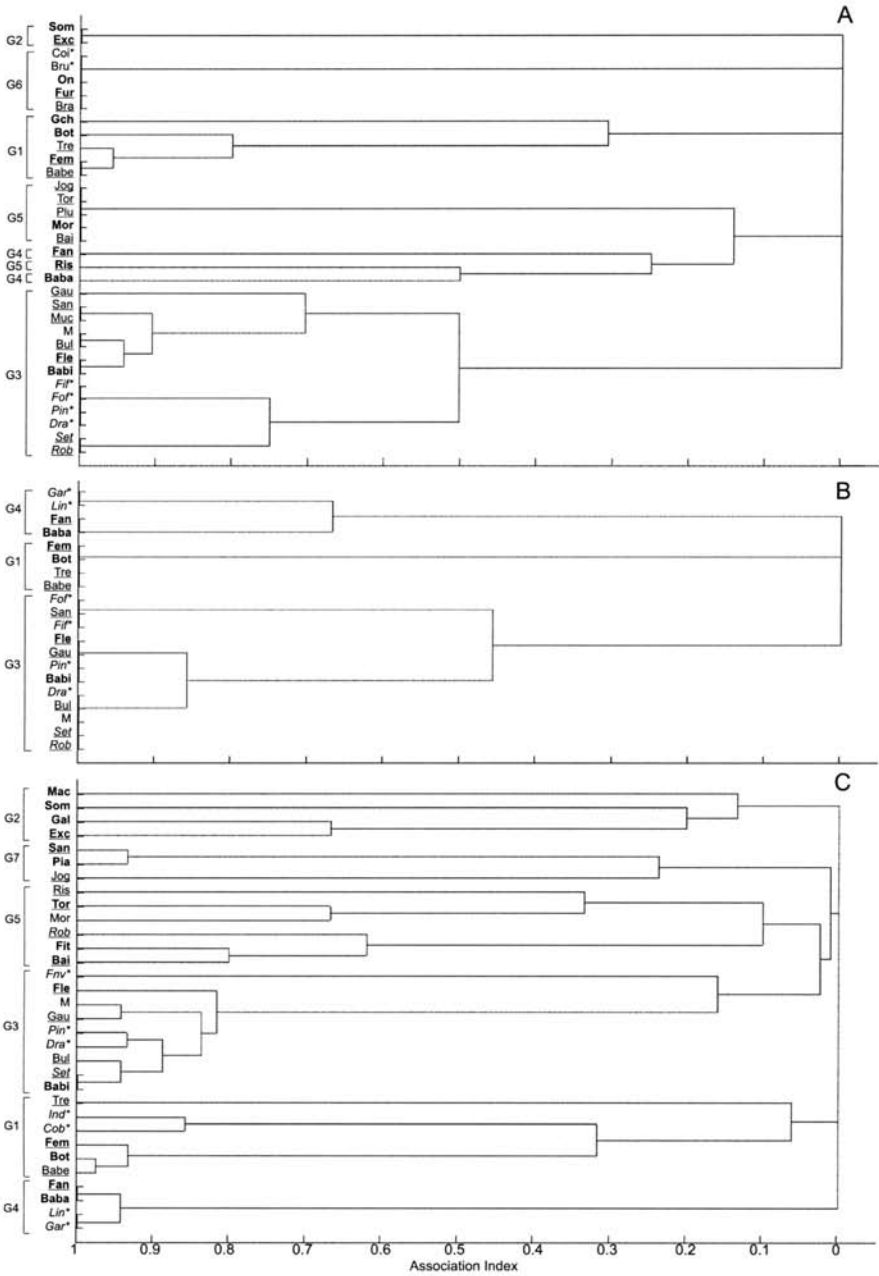 A
G2
Som
Exc
G6
Coi*
Bru*
On
Fur
Bra
G1
Gch
Bot
Tre
Fem
Babe
G5
Jog
Tor
Plu
Mor
Bai
G4
Fan
G5
Ris
G4
Baba
G3
Gau
San
Muc
M
Bul
Fle
Babi
Fif*
Fof*
Pin*
Dra*
Set
Rob
B
G4
Gar*
Lin*
Fan
Baba
G1
Fem
Bot
Tre
Babe
G3
Fof*
San
Fif*
Fle
Gau
Pin*
Babi
Dra*
Bul
M
Set
Rob
C
G2
Mac
Som
Gal
Exc
G7
San
Pia
Jog
G5
Ris
Tor
Mor
Rob
Fit
Bai
G3
Fnv*
Fle
M
Gau
Pin*
Dra*
Bul
Set
Babi
G1
Tre
Ind*
Cob*
Fem
Bot
Babe
G4
Fan
Baba
Lin*
Gar*
1 0.9 0.8 0.7 0.6 0.5 0.4 0.3 0.2 0.1 0
Association Index